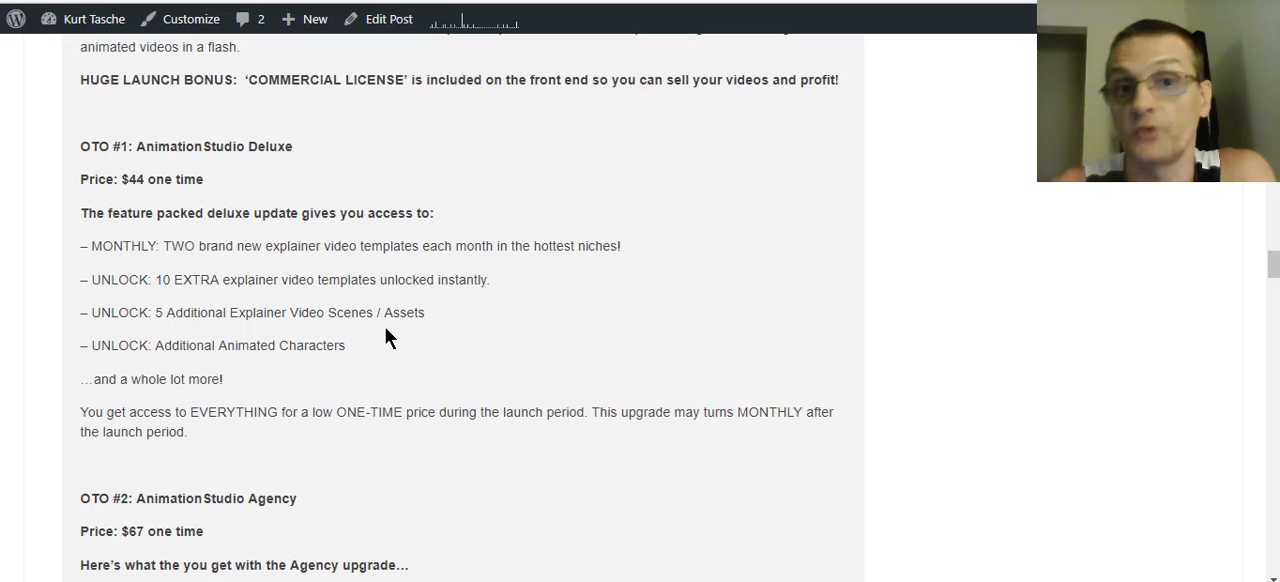 Kurt Tasche Customize 2 New Edit Post
animated videos in a flash.
HUGE LAUNCH BONUS: ‘COMMERCIAL LICENSE’ is included on the front end so you can sell your videos and profit!
OTO #1: AnimationStudio Deluxe
Price: $44 one time
The feature packed deluxe update gives you access to:
– MONTHLY: TWO brand new explainer video templates each month in the hottest niches!
– UNLOCK: 10 EXTRA explainer video templates unlocked instantly.
– UNLOCK: 5 Additional Explainer Video Scenes / Assets
– UNLOCK: Additional Animated Characters
…and a whole lot more!
You get access to EVERYTHING for a low ONE-TIME price during the launch period. This upgrade may turns MONTHLY after
the launch period.
OTO #2: AnimationStudio Agency
Price: $67 one time
Here’s what the you get with the Agency upgrade…